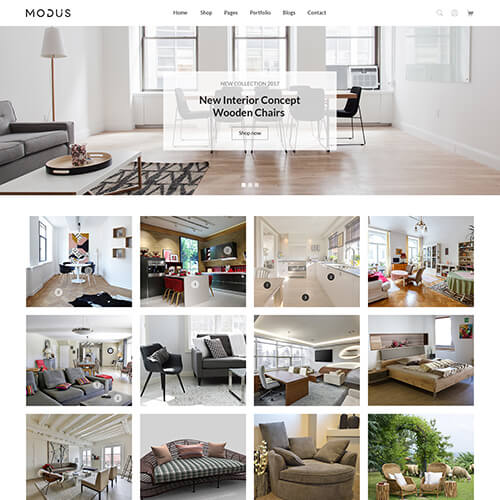 MODUS
Home Shop Pages Portfolio Blogs Contact
NEW COLLECTION 2017
New Interior Concept
Wooden Chairs
Shop now